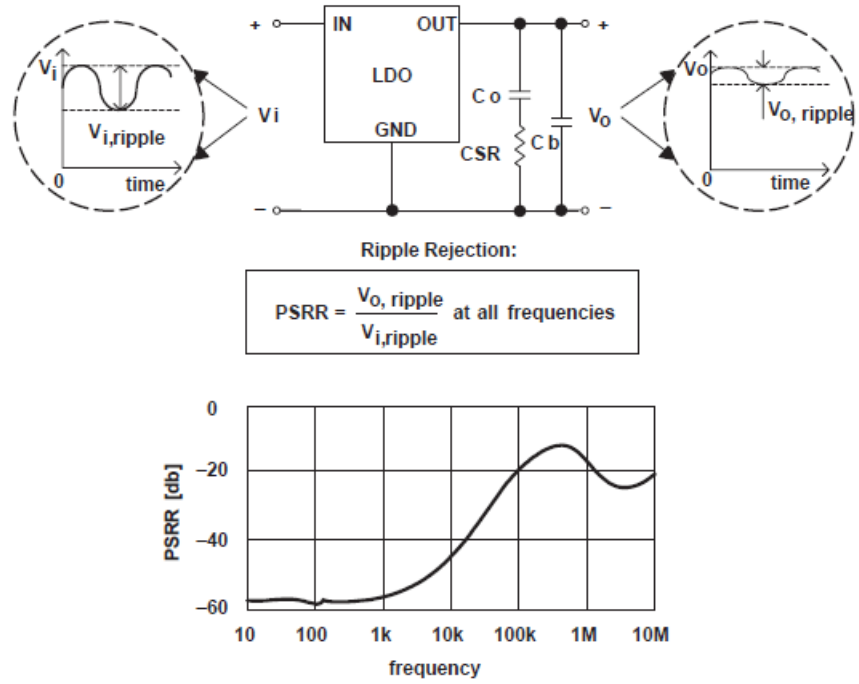 + IN OUT +
Vi
Vi,ripple
0 time
Vi
LDO
GND
Co
CSR
Cb
Vo
Vo
Vo, ripple
0
time
– –
Ripple Rejection:
PSRR = VO, ripple / Vi,ripple at all frequencies
0
–20
–40
–60
PSRR [db]
10 100 1k 10k 100k 1M 10M
frequency